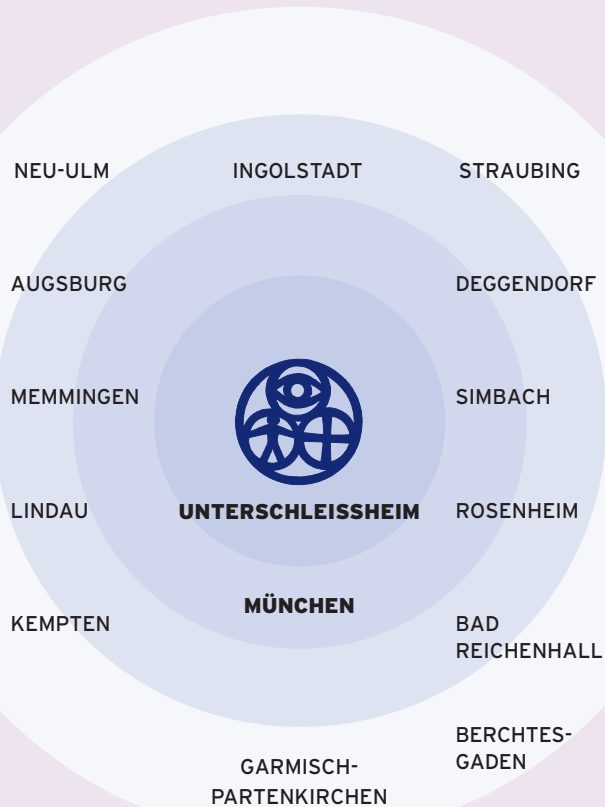 NEU-ULM
INGOLSTADT
STRAUBING
AUGSBURG
DEGGENDORF
MEMMINGEN
SIMBACH
LINDAU
UNTERSCHLEISSHEIM
ROSENHEIM
MÜNCHEN
KEMPTEN
BAD
REICHENHALL
BERCHTES-
GADEN
GARMISCH-
PARTENKIRCHEN